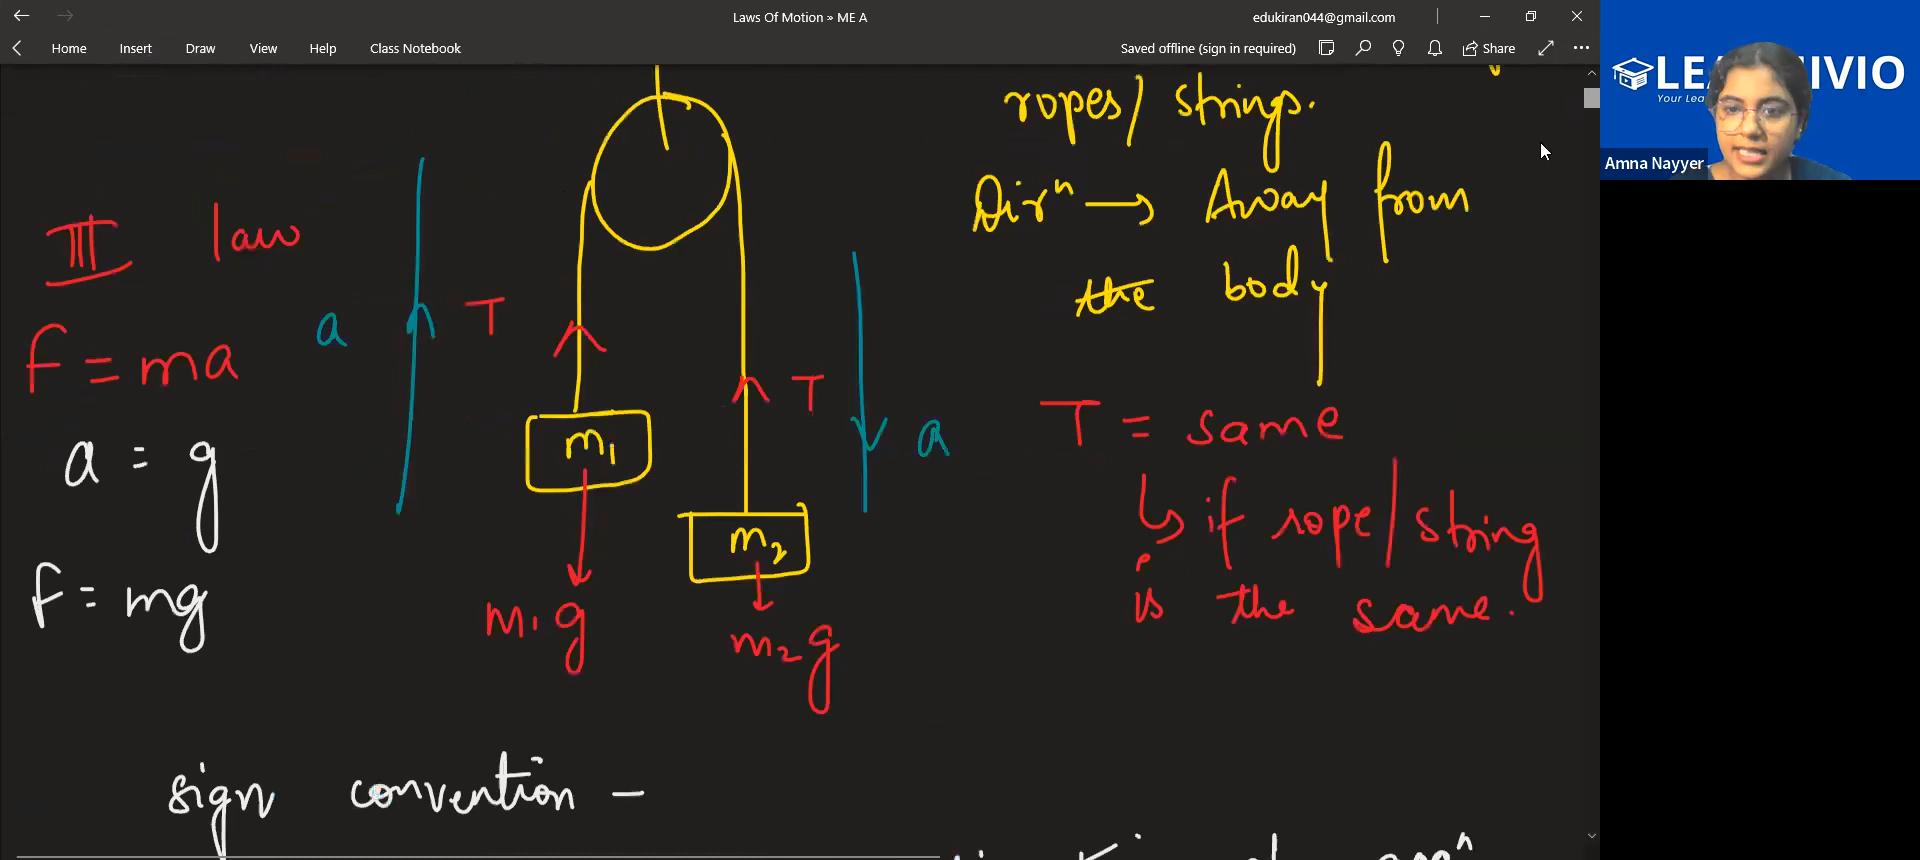 Laws Of Motion » ME A
edukiran044@gmail.com
Home Insert Draw View Help Class Notebook
Saved offline (sign in required) Share
Your
Amna Nayyer
ropes/ strings.
Dirⁿ → Away from
the body
III law
F = ma
a = g
F = mg
a T
T a
m₁
m₂
m₁g
m₂g
T = same
↳ if rope/string
is the same.
sign convention –